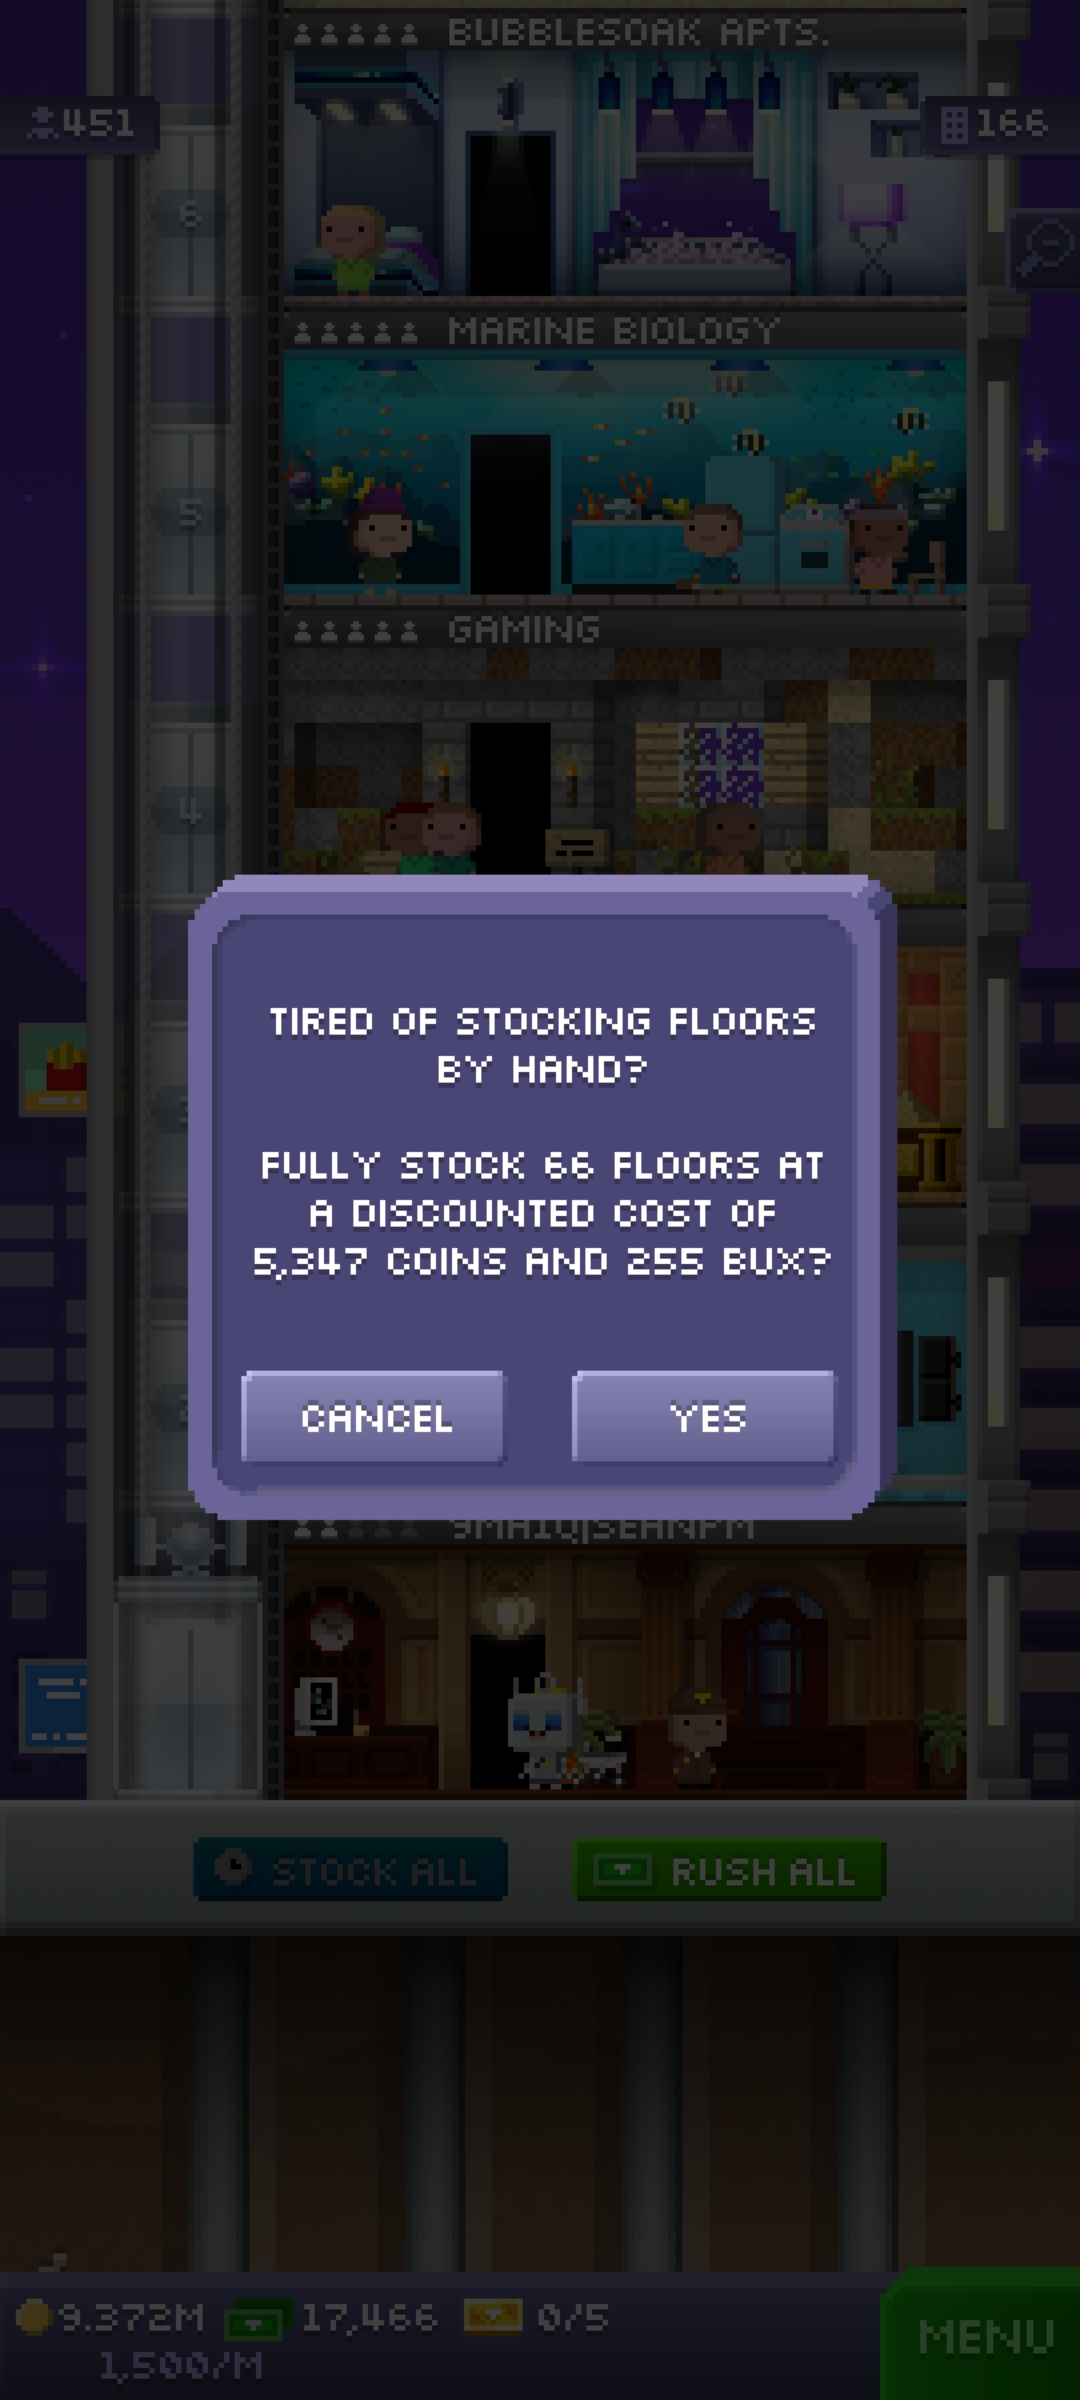 BUBBLESOAK APTS.
451
166
6
MARINE BIOLOGY
5
GAMING
4
TIRED OF STOCKING FLOORS
BY HAND?
FULLY STOCK 66 FLOORS AT
A DISCOUNTED COST OF
5,347 COINS AND 255 BUX?
CANCEL
YES
STOCK ALL
RUSH ALL
9.372M
17,466
0/5
1,500/M
MENU